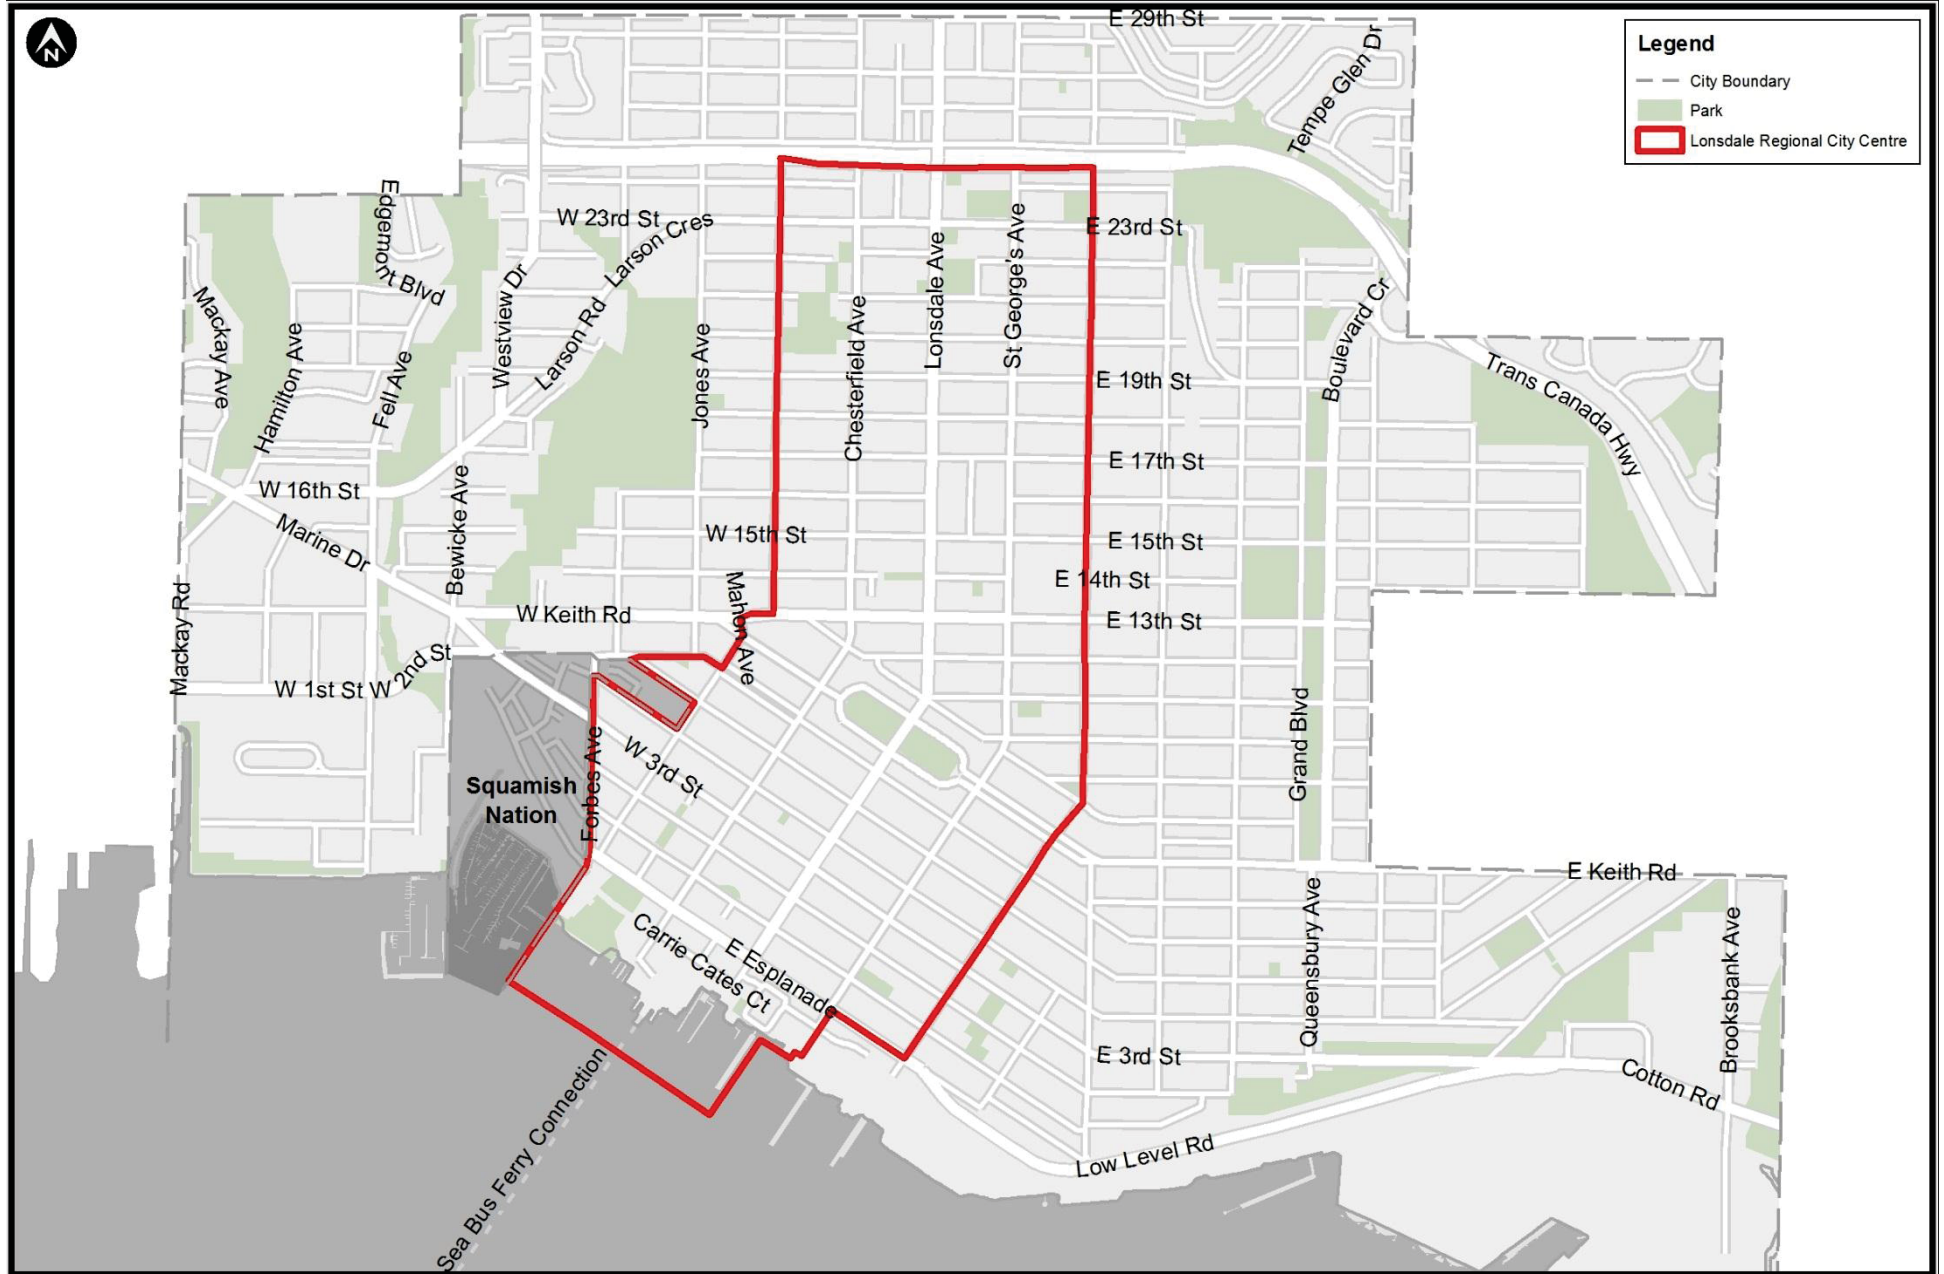 E 29th St
Legend
City Boundary
Park
Lonsdale Regional City Centre
Tempe Glen Dr
Edgemont Blvd
W 23rd St
Larson Cres
E 23rd St
Mackay Ave
Hamilton Ave
Fell Ave
Westview Dr
Larson Rd
Jones Ave
Chesterfield Ave
Lonsdale Ave
St George's Ave
Boulevard Cr
Trans Canada Hwy
E 19th St
E 17th St
W 16th St
Marine Dr
Bewicke Ave
W 15th St
E 15th St
E 14th St
Mackay Rd
W Keith Rd
Mahon Ave
E 13th St
W 1st St
W 2nd St
Squamish
Nation
Forbes Ave
W 3rd St
Grand Blvd
E Keith Rd
Carrie Cates Ct
E Esplanade
Queensbury Ave
Brooksbank Ave
E 3rd St
Cotton Rd
Low Level Rd
Sea Bus Ferry Connection